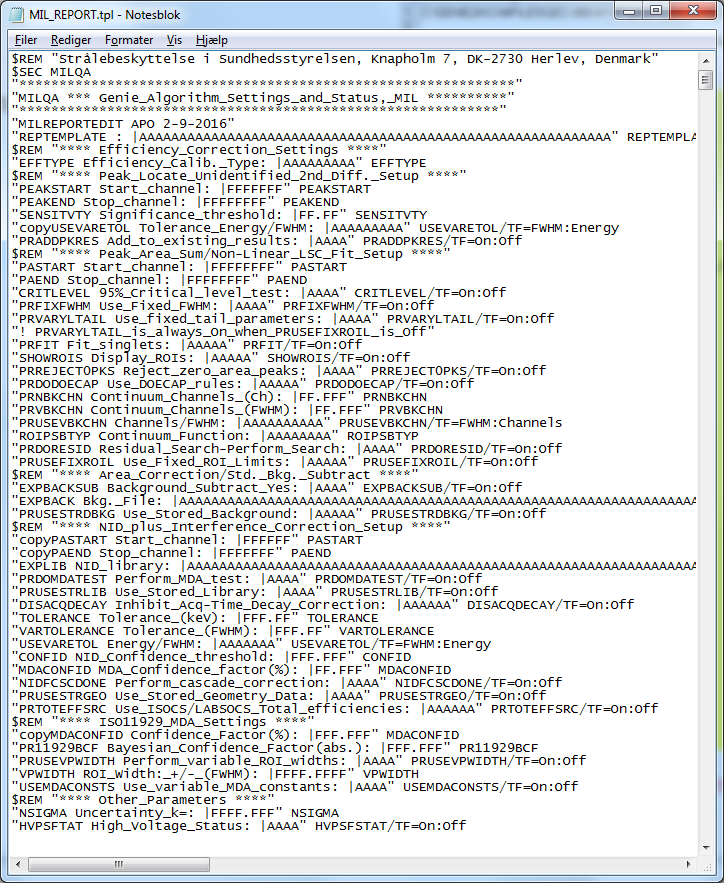 MIL_REPORT.tpl - Notesblok
Filer Rediger Formater Vis Hjælp
$REM "Strålebeskyttelse i Sundhedsstyrelsen, Knapholm 7, DK-2730 Herlev, Denmark"
$SEC MILQA
"**************************************************************"
"MILQA *** Genie_Algorithm_Settings_and_Status,_MIL **********"
"************************************************************"
"MILREPORTEDIT APO 2-9-2016"
"REPTEMPLATE : |AAAAAAAAAAAAAAAAAAAAAAAAAAAAAAAAAAAAAAAAAAAAAAAAAAAAAAAAAAA" REPTEMPLA
$REM "**** Efficiency_Correction_Settings ****"
"EFFTYPE Efficiency_Calib._Type: |AAAAAAAAA" EFFTYPE
$REM "**** Peak_Locate_Unidentified_2nd_Diff._Setup ****"
"PEAKSTART Start_channel: |FFFFFFF" PEAKSTART
"PEAKEND Stop_channel: |FFFFFFFF" PEAKEND
"SENSITVTY Significance_threshold: |FF.FF" SENSITVTY
"copyUSEVARETOL Tolerance_Energy/FWHM: |AAAAAAAAA" USEVARETOL/TF=FWHM:Energy
"PRADDPKRES Add_to_existing_results: |AAAA" PRADDPKRES/TF=On:Off
$REM "**** Peak_Area_Sum/Non-Linear_LSC_Fit_Setup ****"
"PASTART Start_channel: |FFFFFFFF" PASTART
"PAEND Stop_channel: |FFFFFFFF" PAEND
"CRITLEVEL 95%_Critical_level_test: |AAAA" CRITLEVEL/TF=On:Off
"PRFIXFWHM Use_Fixed_FWHM: |AAAA" PRFIXFWHM/TF=On:Off
"PRVARYLTAIL Use_fixed_tail_parameters: |AAAA" PRVARYLTAIL/TF=On:Off
"! PRVARYLTAIL_is_always_On_when_PRUSEFIXROIL_is_Off"
"PRFIT Fit_singlets: |AAAAA" PRFIT/TF=On:Off
"SHOWROIS Display_ROIs: |AAAAA" SHOWROIS/TF=On:Off
"PRREJECT0PKS Reject_zero_area_peaks: |AAAA" PRREJECT0PKS/TF=On:Off
"PRDODOECAP Use_DOECAP_rules: |AAAAA" PRDODOECAP/TF=On:Off
"PRNBKCHN Continuum_Channels_(Ch): |FF.FFF" PRNBKCHN
"PRVBKCHN Continuum_Channels_(FWHM): |FF.FFF" PRVBKCHN
"PRUSEVBKCHN Channels/FWHM: |AAAAAAAAAA" PRUSEVBKCHN/TF=FWHM:Channels
"ROIPSBTYP Continuum_Function: |AAAAAAAA" ROIPSBTYP
"PRDORESID Residual_Search-Perform_Search: |AAAA" PRDORESID/TF=On:Off
"PRUSEFIXROIL Use_Fixed_ROI_Limits: |AAAAA" PRUSEFIXROIL/TF=On:Off
$REM "**** Area_Correction/Std._Bkg._Subtract ****"
"EXPBACKSUB Background_Subtract_Yes: |AAAA" EXPBACKSUB/TF=On:Off
"EXPBACK Bkg._File: |AAAAAAAAAAAAAAAAAAAAAAAAAAAAAAAAAAAAAAAAAAAAAAAAAAAAAAAAAAAAAAAAA
"PRUSESTRDBKG Use_Stored_Background: |AAAAA" PRUSESTRDBKG/TF=On:Off
$REM "**** NID_plus_Interference_Correction_Setup ****"
"copyPASTART Start_channel: |FFFFFF" PASTART
"copyPAEND Stop_channel: |FFFFFFF" PAEND
"EXPLIB NID_library: |AAAAAAAAAAAAAAAAAAAAAAAAAAAAAAAAAAAAAAAAAAAAAAAAAAAAAAAAAAAAAAAA
"PRDOMDATEST Perform_MDA_test: |AAAA" PRDOMDATEST/TF=On:Off
"PRUSESTRLIB Use_Stored_Library: |AAAA" PRUSESTRLIB/TF=On:Off
"DISACQDECAY Inhibit_Acq-Time_Decay_Correction: |AAAAAA" DISACQDECAY/TF=On:Off
"TOLERANCE Tolerance_(keV): |FFF.FF" TOLERANCE
"VARTOLERANCE Tolerance_(FWHM): |FFF.FF" VARTOLERANCE
"USEVARETOL Energy/FWHM: |AAAAAAA" USEVARETOL/TF=FWHM:Energy
"CONFID NID_Confidence_threshold: |FFF.FFF" CONFID
"MDACONFID MDA_Confidence_factor(%): |FF.FFF" MDACONFID
"NIDFCSCDONE Perform_cascade_correction: |AAAA" NIDFCSCDONE/TF=On:Off
"PRUSESTRGEO Use_Stored_Geometry_Data: |AAAA" PRUSESTRGEO/TF=On:Off
"PRTOTEFFSRC Use_ISOCS/LABSOCS_Total_efficiencies: |AAAAAA" PRTOTEFFSRC/TF=On:Off
$REM "**** ISO11929_MDA_Settings ****"
"copyMDACONFID Confidence_Factor(%): |FFF.FFF" MDACONFID
"PR11929BCF Bayesian_Confidence_Factor(abs.): |FFF.FFF" PR11929BCF
"PRUSEVPWIDTH Perform_variable_ROI_widths: |AAAA" PRUSEVPWIDTH/TF=On:Off
"VPWIDTH ROI_Width:_+/-_(FWHM): |FFFF.FFFF" VPWIDTH
"USEMDACONSTS Use_variable_MDA_constants: |AAAA" USEMDACONSTS/TF=On:Off
$REM "**** Other_Parameters ****"
"NSIGMA Uncertainty_k=: |FFFF.FFF" NSIGMA
"HVPSFTAT High_Voltage_Status: |AAAA" HVPSFSTAT/TF=On:Off